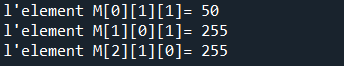 l'element M[0][1][1]= 50
l'element M[1][0][1]= 255
l'element M[2][1][0]= 255